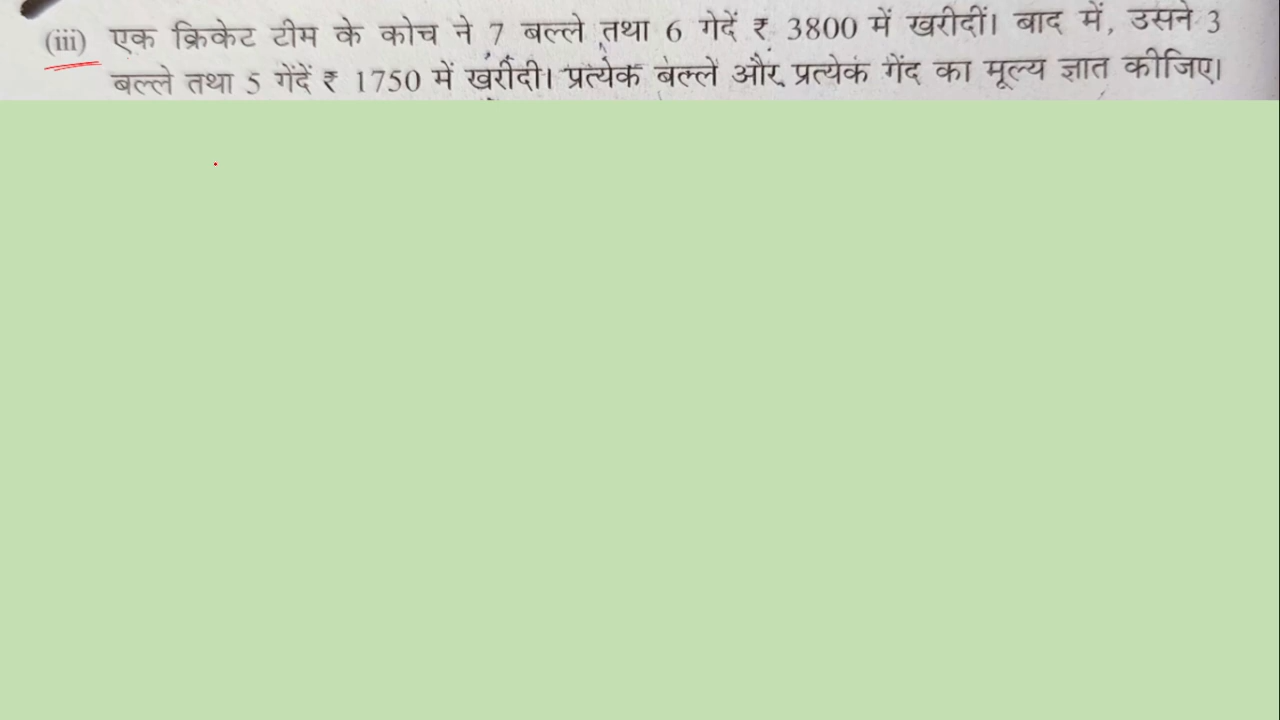 (iii) एक क्रिकेट टीम के कोच ने 7 बल्ले तथा 6 गेदें ₹ 3800 में खरीदीं। बाद में, उसने 3
बल्ले तथा 5 गेंदें ₹ 1750 में खरीदी। प्रत्येक बल्ले और प्रत्येक गेंद का मूल्य ज्ञात कीजिए।